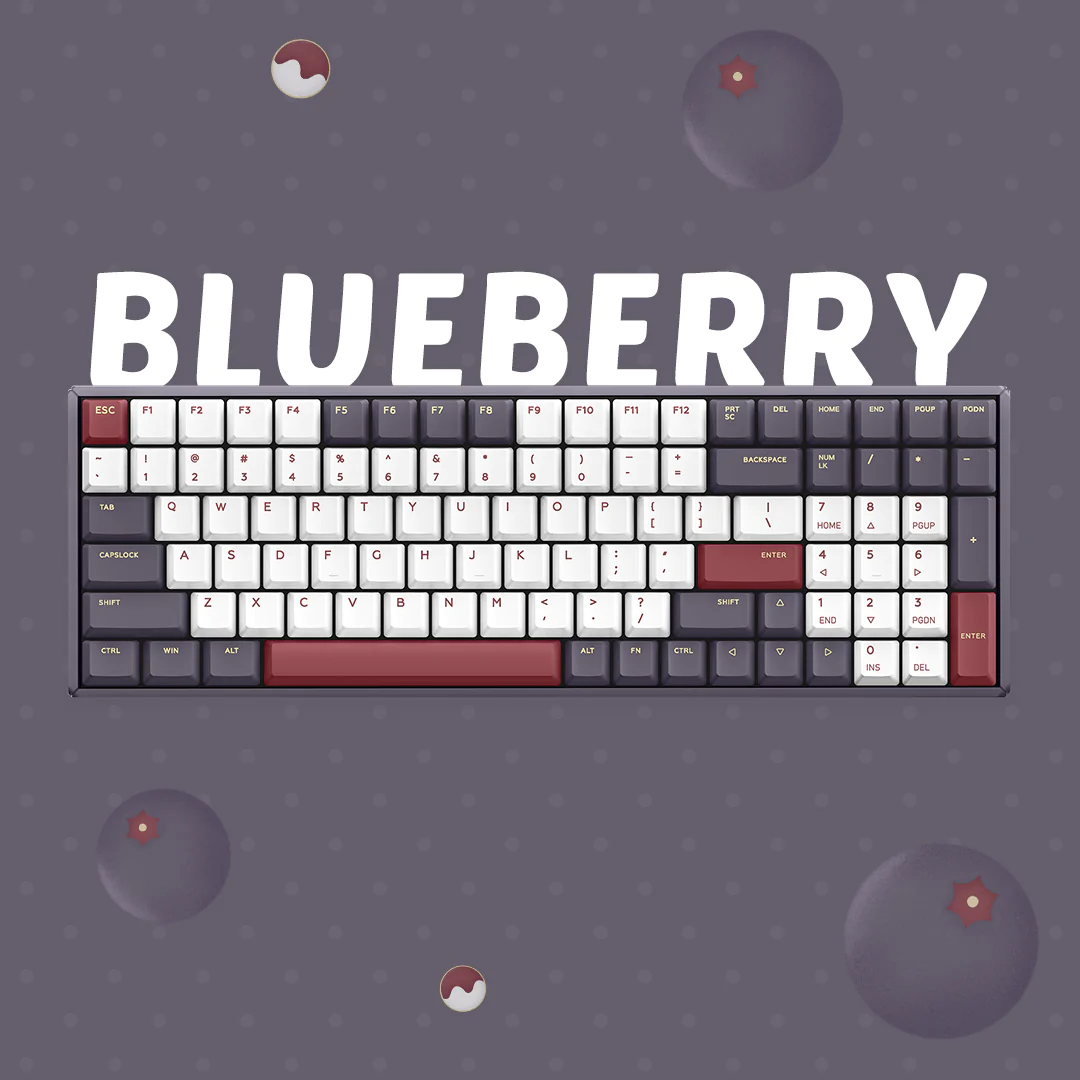 BLUEBERRY
ESC F1 F2 F3 F4 F5 F6 F7 F8 F9 F10 F11 F12 PRT SC DEL HOME END PGUP PGDN
~ ` ! 1 @ 2 # 3 $ 4 % 5 ^ 6 & 7 * 8 ( 9 ) 0 – - + = BACKSPACE NUM LK / * –
TAB Q W E R T Y U I O P { [ } ] | \ 7 HOME 8 △ 9 PGUP +
CAPSLOCK A S D F G H J K L : ; " ' ENTER 4 ◁ 5 6 ▷
SHIFT Z X C V B N M < , > . ? / SHIFT △ 1 END 2 ▽ 3 PGDN ENTER
CTRL WIN ALT ALT FN CTRL ◁ ▽ ▷ 0 INS . DEL